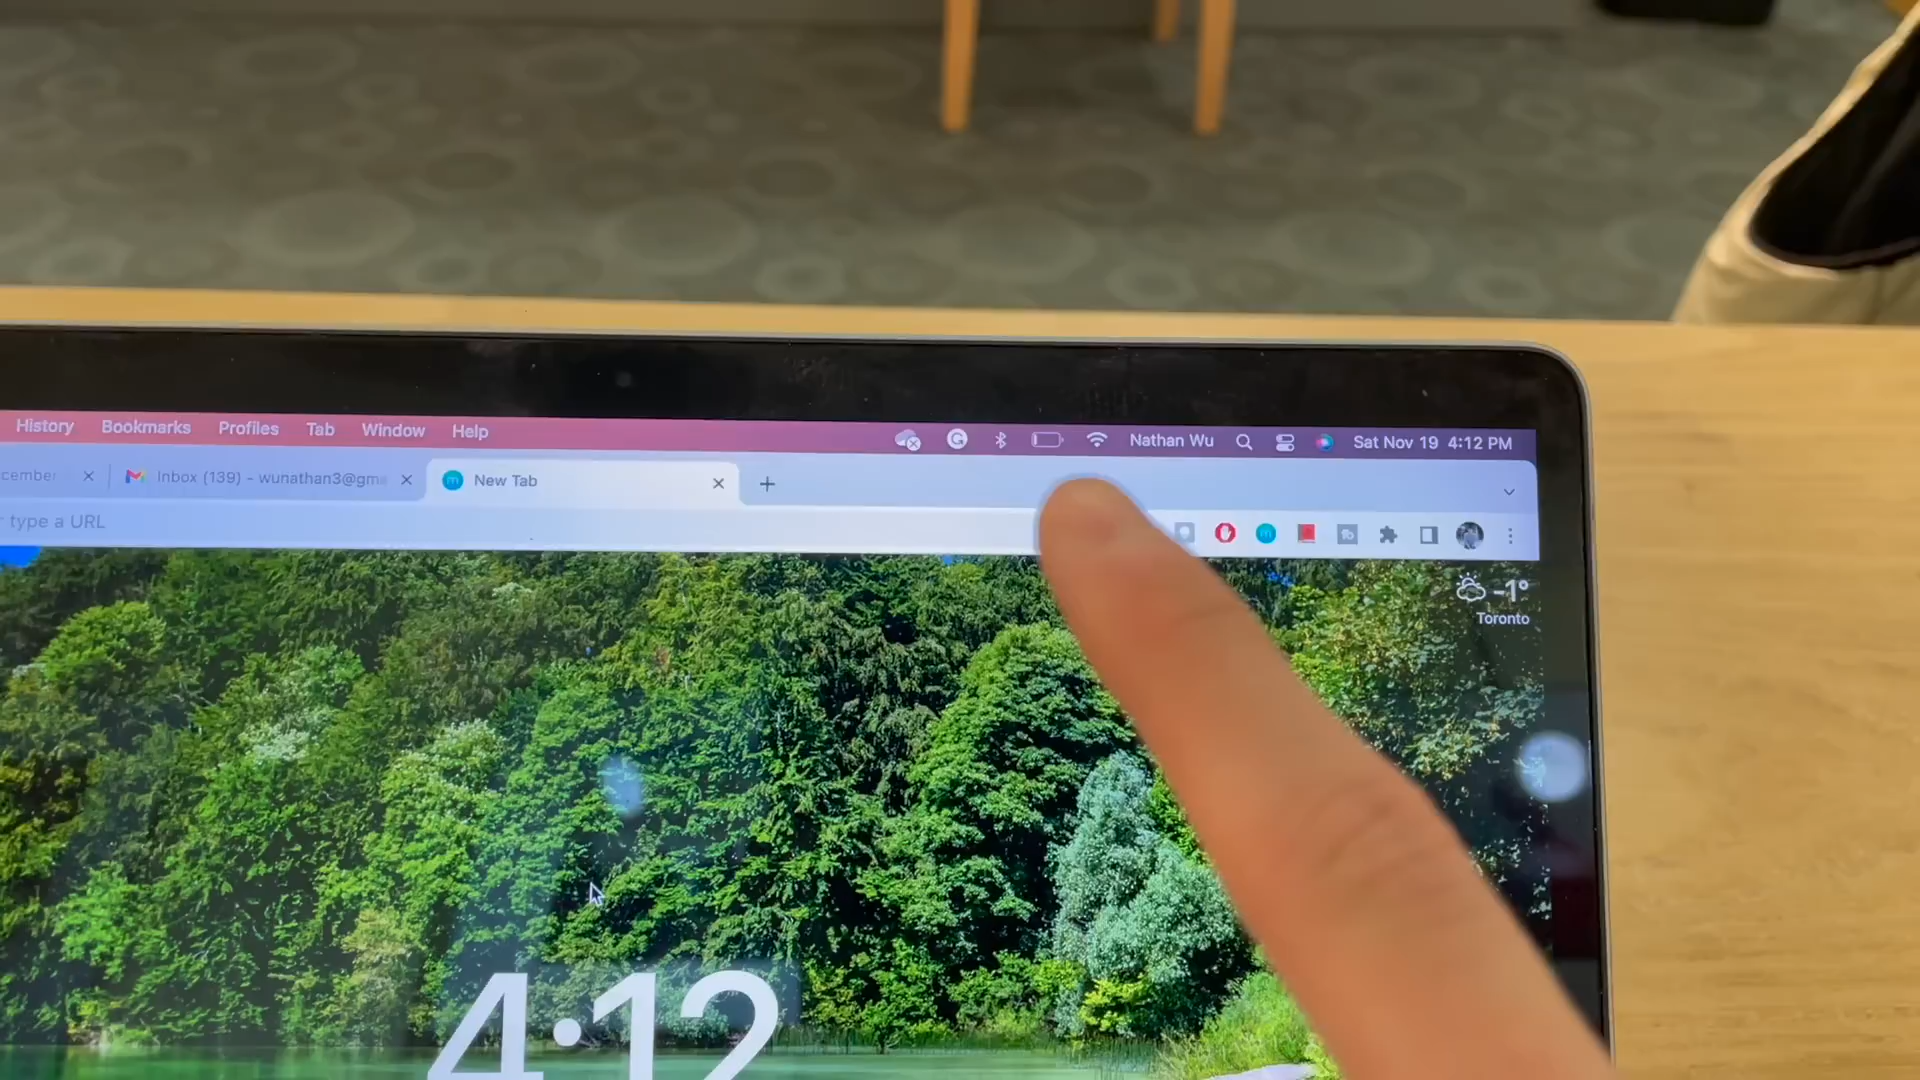 History Bookmarks Profiles Tab Window Help Nathan Wu Sat Nov 19 4:12 PM
cember Inbox (139) - wunathan3@gma New Tab
type a URL
-1°
Toronto
4:12